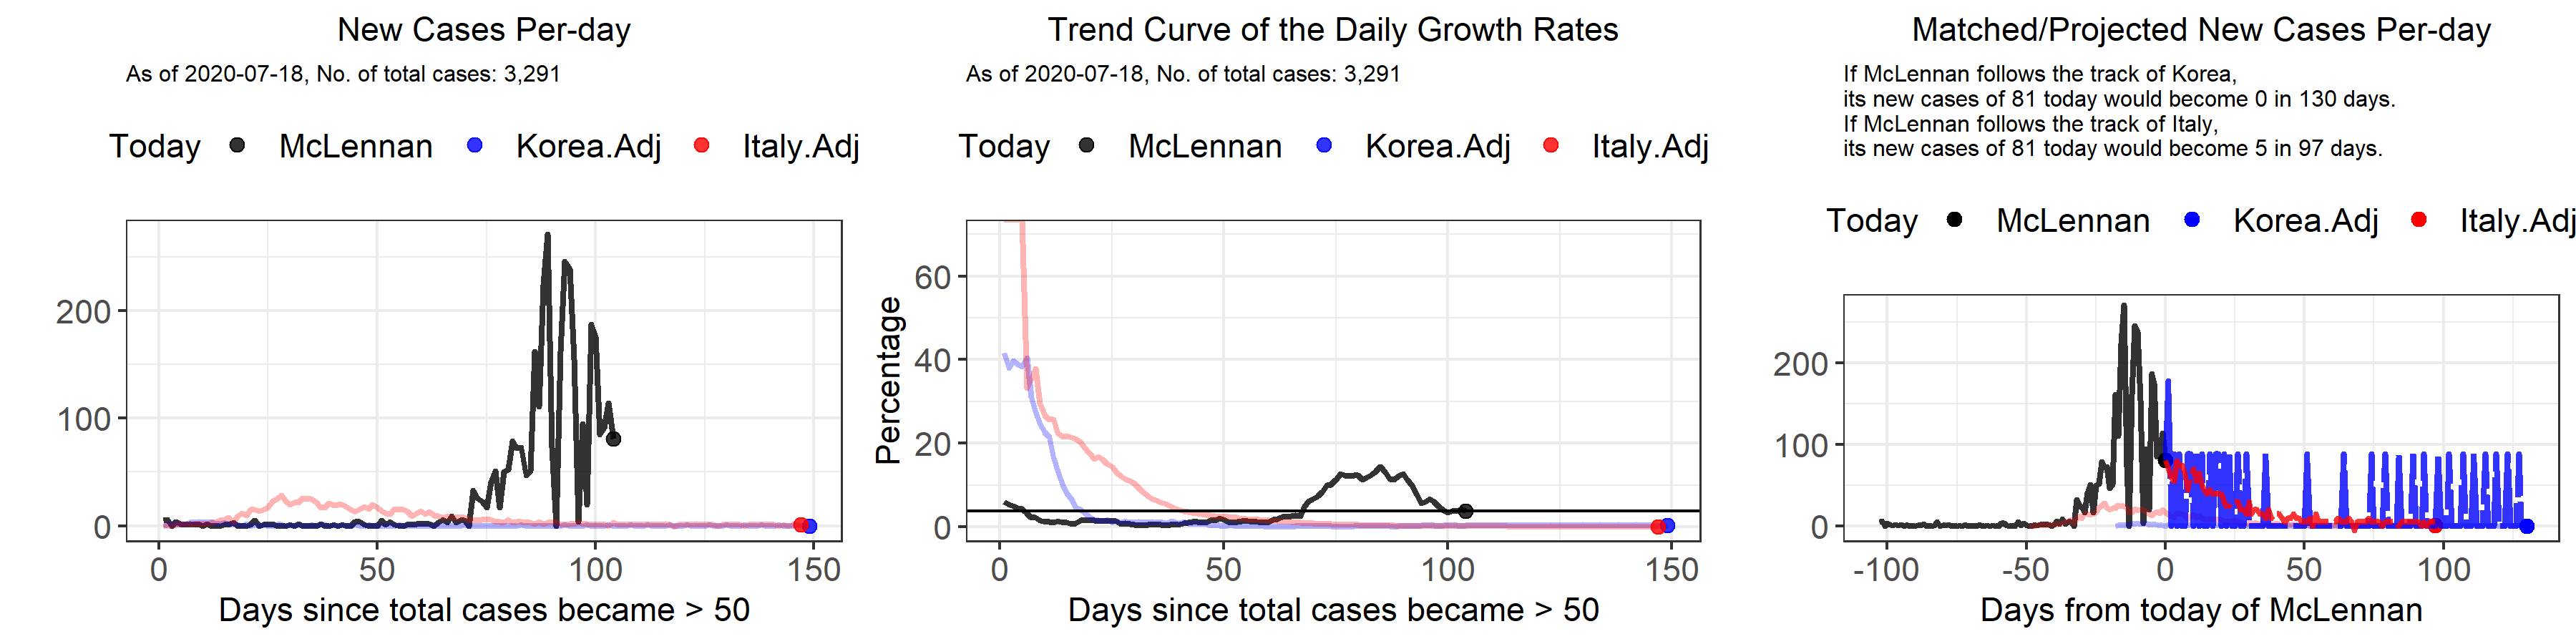 New Cases Per-day
As of 2020-07-18, No. of total cases: 3,291
Today McLennan Korea.Adj Italy.Adj
200
100
0
0 50 100 150
Days since total cases became > 50
Trend Curve of the Daily Growth Rates
As of 2020-07-18, No. of total cases: 3,291
Today McLennan Korea.Adj Italy.Adj
Percentage
60
40
20
0
0 50 100 150
Days since total cases became > 50
Matched/Projected New Cases Per-day
If McLennan follows the track of Korea,
its new cases of 81 today would become 0 in 130 days.
If McLennan follows the track of Italy,
its new cases of 81 today would become 5 in 97 days.
Today McLennan Korea.Adj Italy.Adj
200
100
0
-100 -50 0 50 100
Days from today of McLennan